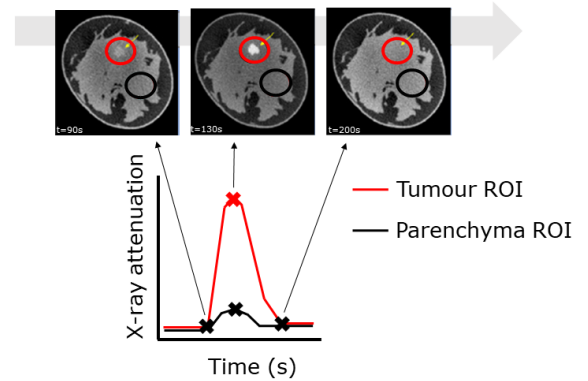 t=90s
t=130s
t=200s
Tumour ROI
Parenchyma ROI
X-ray attenuation
Time (s)